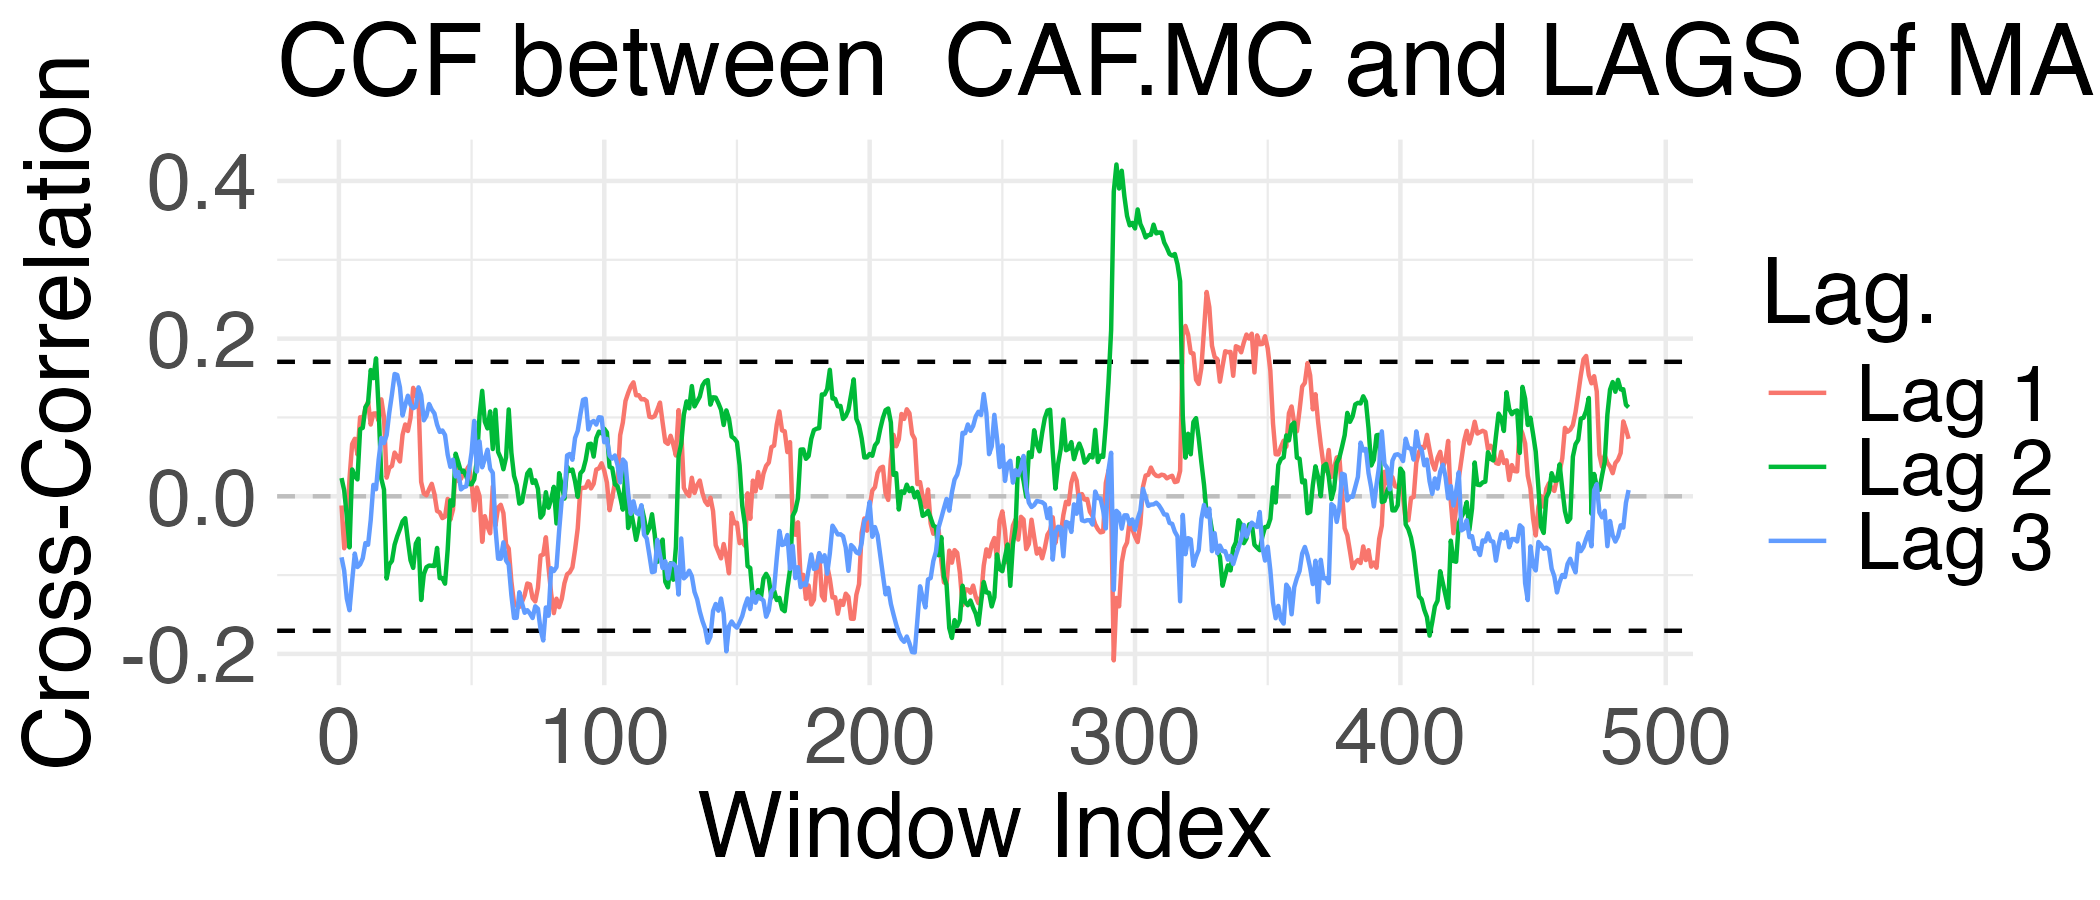 CCF between  CAF.MC and LAGS of MA
Cross-Correlation
0.4
0.2
0.0
-0.2
0 100 200 300 400 500
Window Index
Lag.
Lag 1
Lag 2
Lag 3